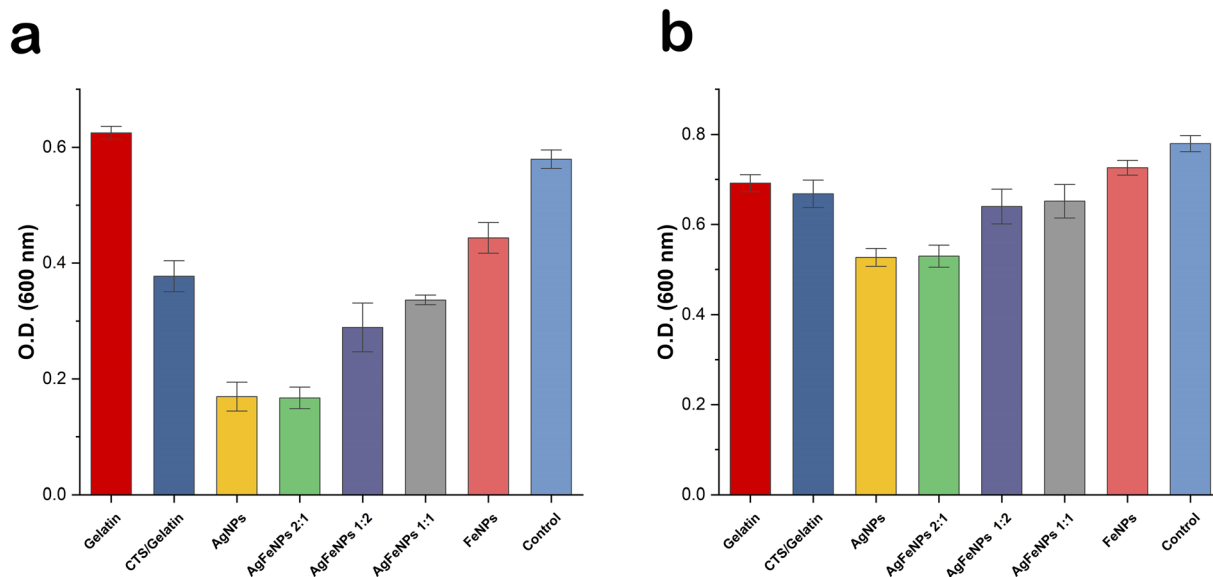 a
O.D. (600 nm)
0.6
0.4
0.2
0.0
Gelatin
CTS/Gelatin
AgNPs
AgFeNPs 2:1
AgFeNPs 1:2
AgFeNPs 1:1
FeNPs
Control
b
O.D. (600 nm)
0.8
0.6
0.4
0.2
0.0
Gelatin
CTS/Gelatin
AgNPs
AgFeNPs 2:1
AgFeNPs 1:2
AgFeNPs 1:1
FeNPs
Control